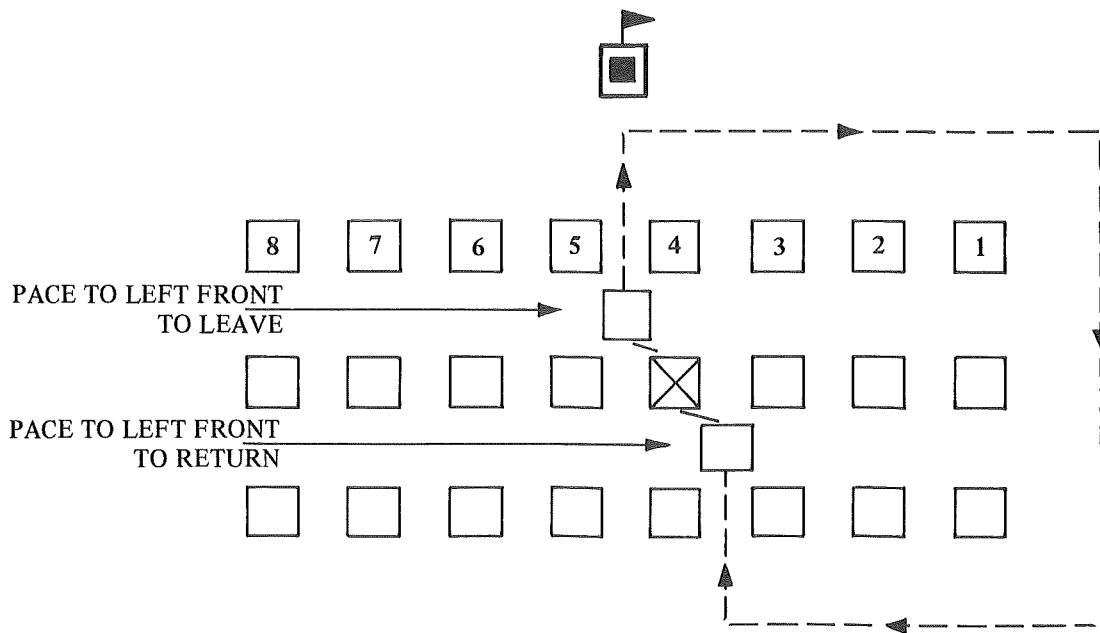 8 7 6 5 4 3 2 1
PACE TO LEFT FRONT
TO LEAVE
PACE TO LEFT FRONT
TO RETURN